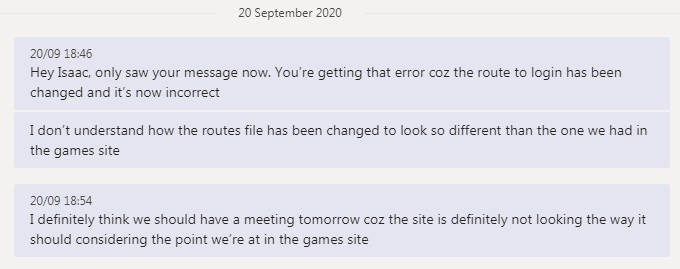 20 September 2020
20/09 18:46
Hey Isaac, only saw your message now. You're getting that error coz the route to login has been
changed and it's now incorrect
I don't understand how the routes file has been changed to look so different than the one we had in
the games site
20/09 18:54
I definitely think we should have a meeting tomorrow coz the site is definitely not looking the way it
should considering the point we're at in the games site